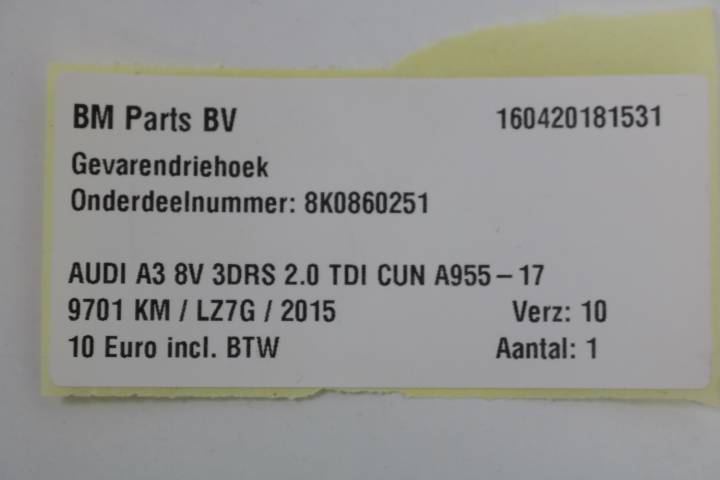 BM Parts BV 160420181531
Gevarendriehoek
Onderdeelnummer: 8K0860251
AUDI A3 8V 3DRS 2.0 TDI CUN A955-17
9701 KM / LZ7G / 2015 Verz: 10
10 Euro incl. BTW Aantal: 1